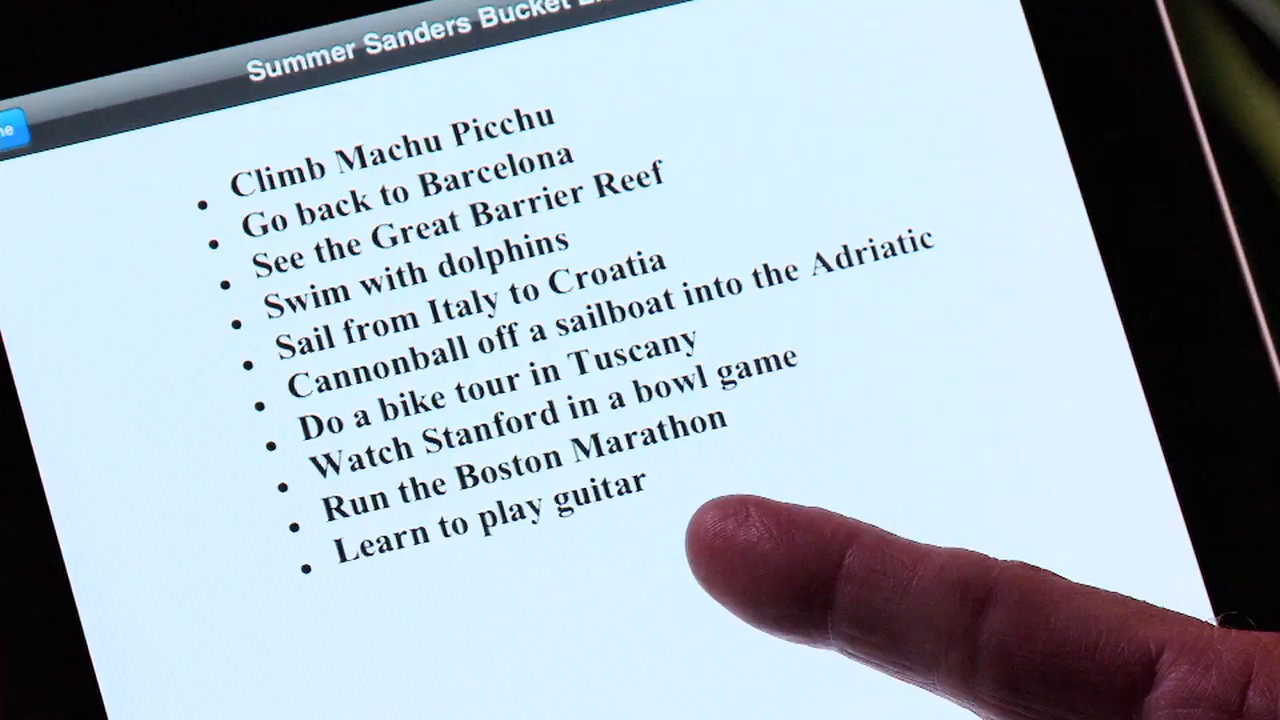 Summer Sanders Bucket
Climb Machu Picchu
Go back to Barcelona
See the Great Barrier Reef
Swim with dolphins
Sail from Italy to Croatia
Cannonball off a sailboat into the Adriatic
Do a bike tour in Tuscany
Watch Stanford in a bowl game
Run the Boston Marathon
Learn to play guitar